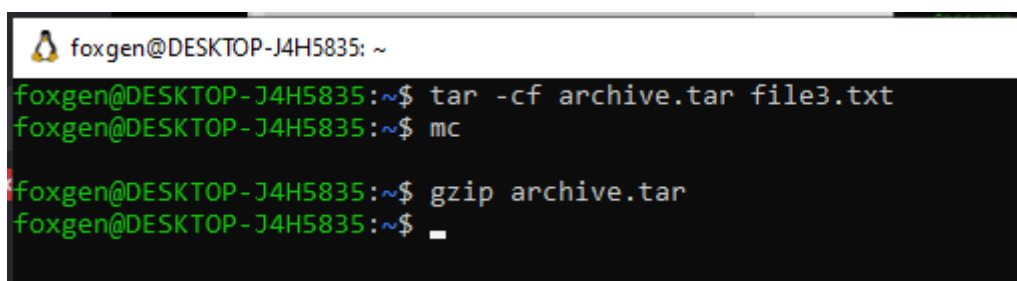 foxgen@DESKTOP-J4H5835: ~
foxgen@DESKTOP-J4H5835:~$ tar -cf archive.tar file3.txt
foxgen@DESKTOP-J4H5835:~$ mc
foxgen@DESKTOP-J4H5835:~$ gzip archive.tar
foxgen@DESKTOP-J4H5835:~$